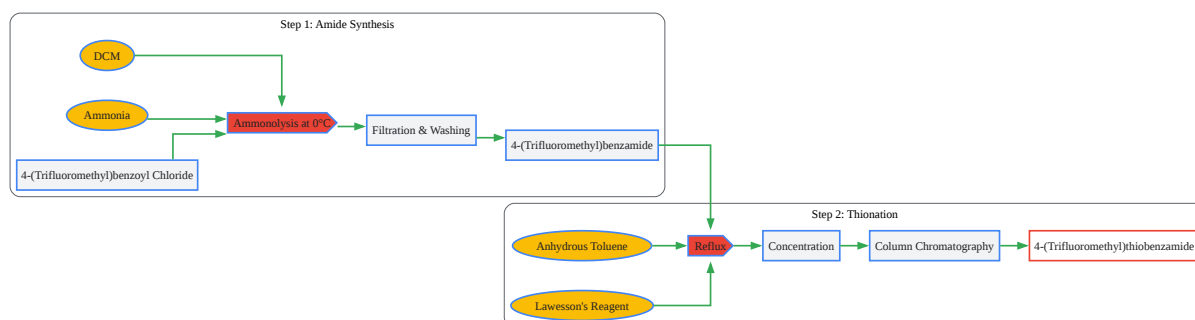 Step 1: Amide Synthesis
DCM
Ammonia
Ammonolysis at 0°C
Filtration & Washing
4-(Trifluoromethyl)benzamide
4-(Trifluoromethyl)benzoyl Chloride
Step 2: Thionation
Anhydrous Toluene
Reflux
Concentration
Column Chromatography
4-(Trifluoromethyl)thiobenzamide
Lawesson's Reagent